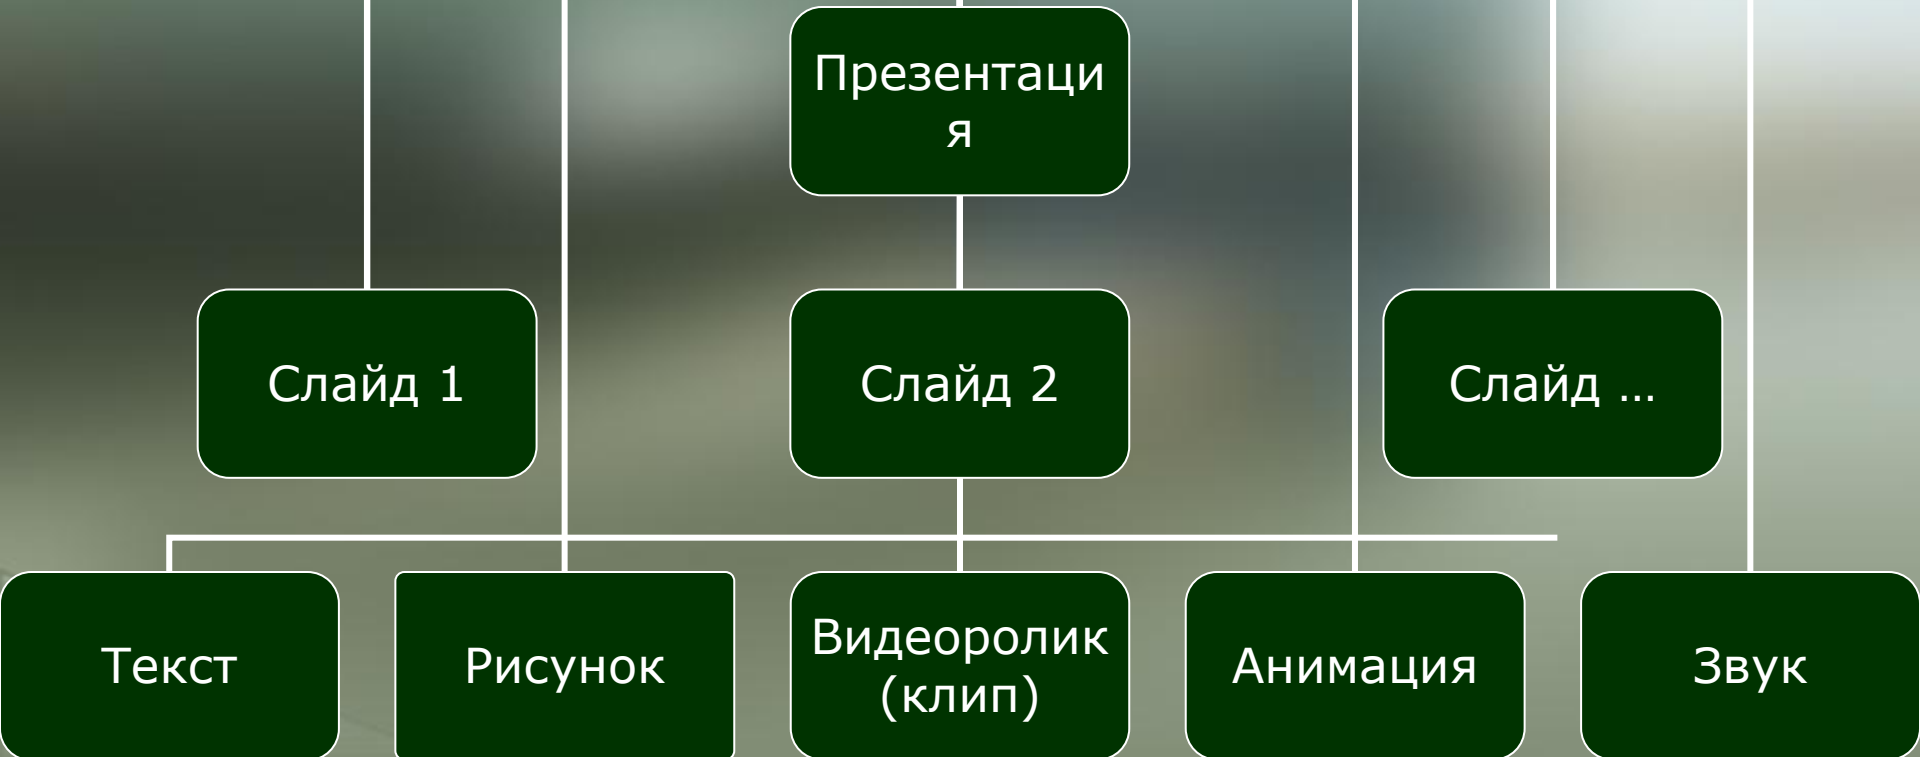 Презентаци
я
Слайд 1
Слайд 2
Слайд ...
Текст
Рисунок
Видеоролик
(клип)
Анимация
Звук